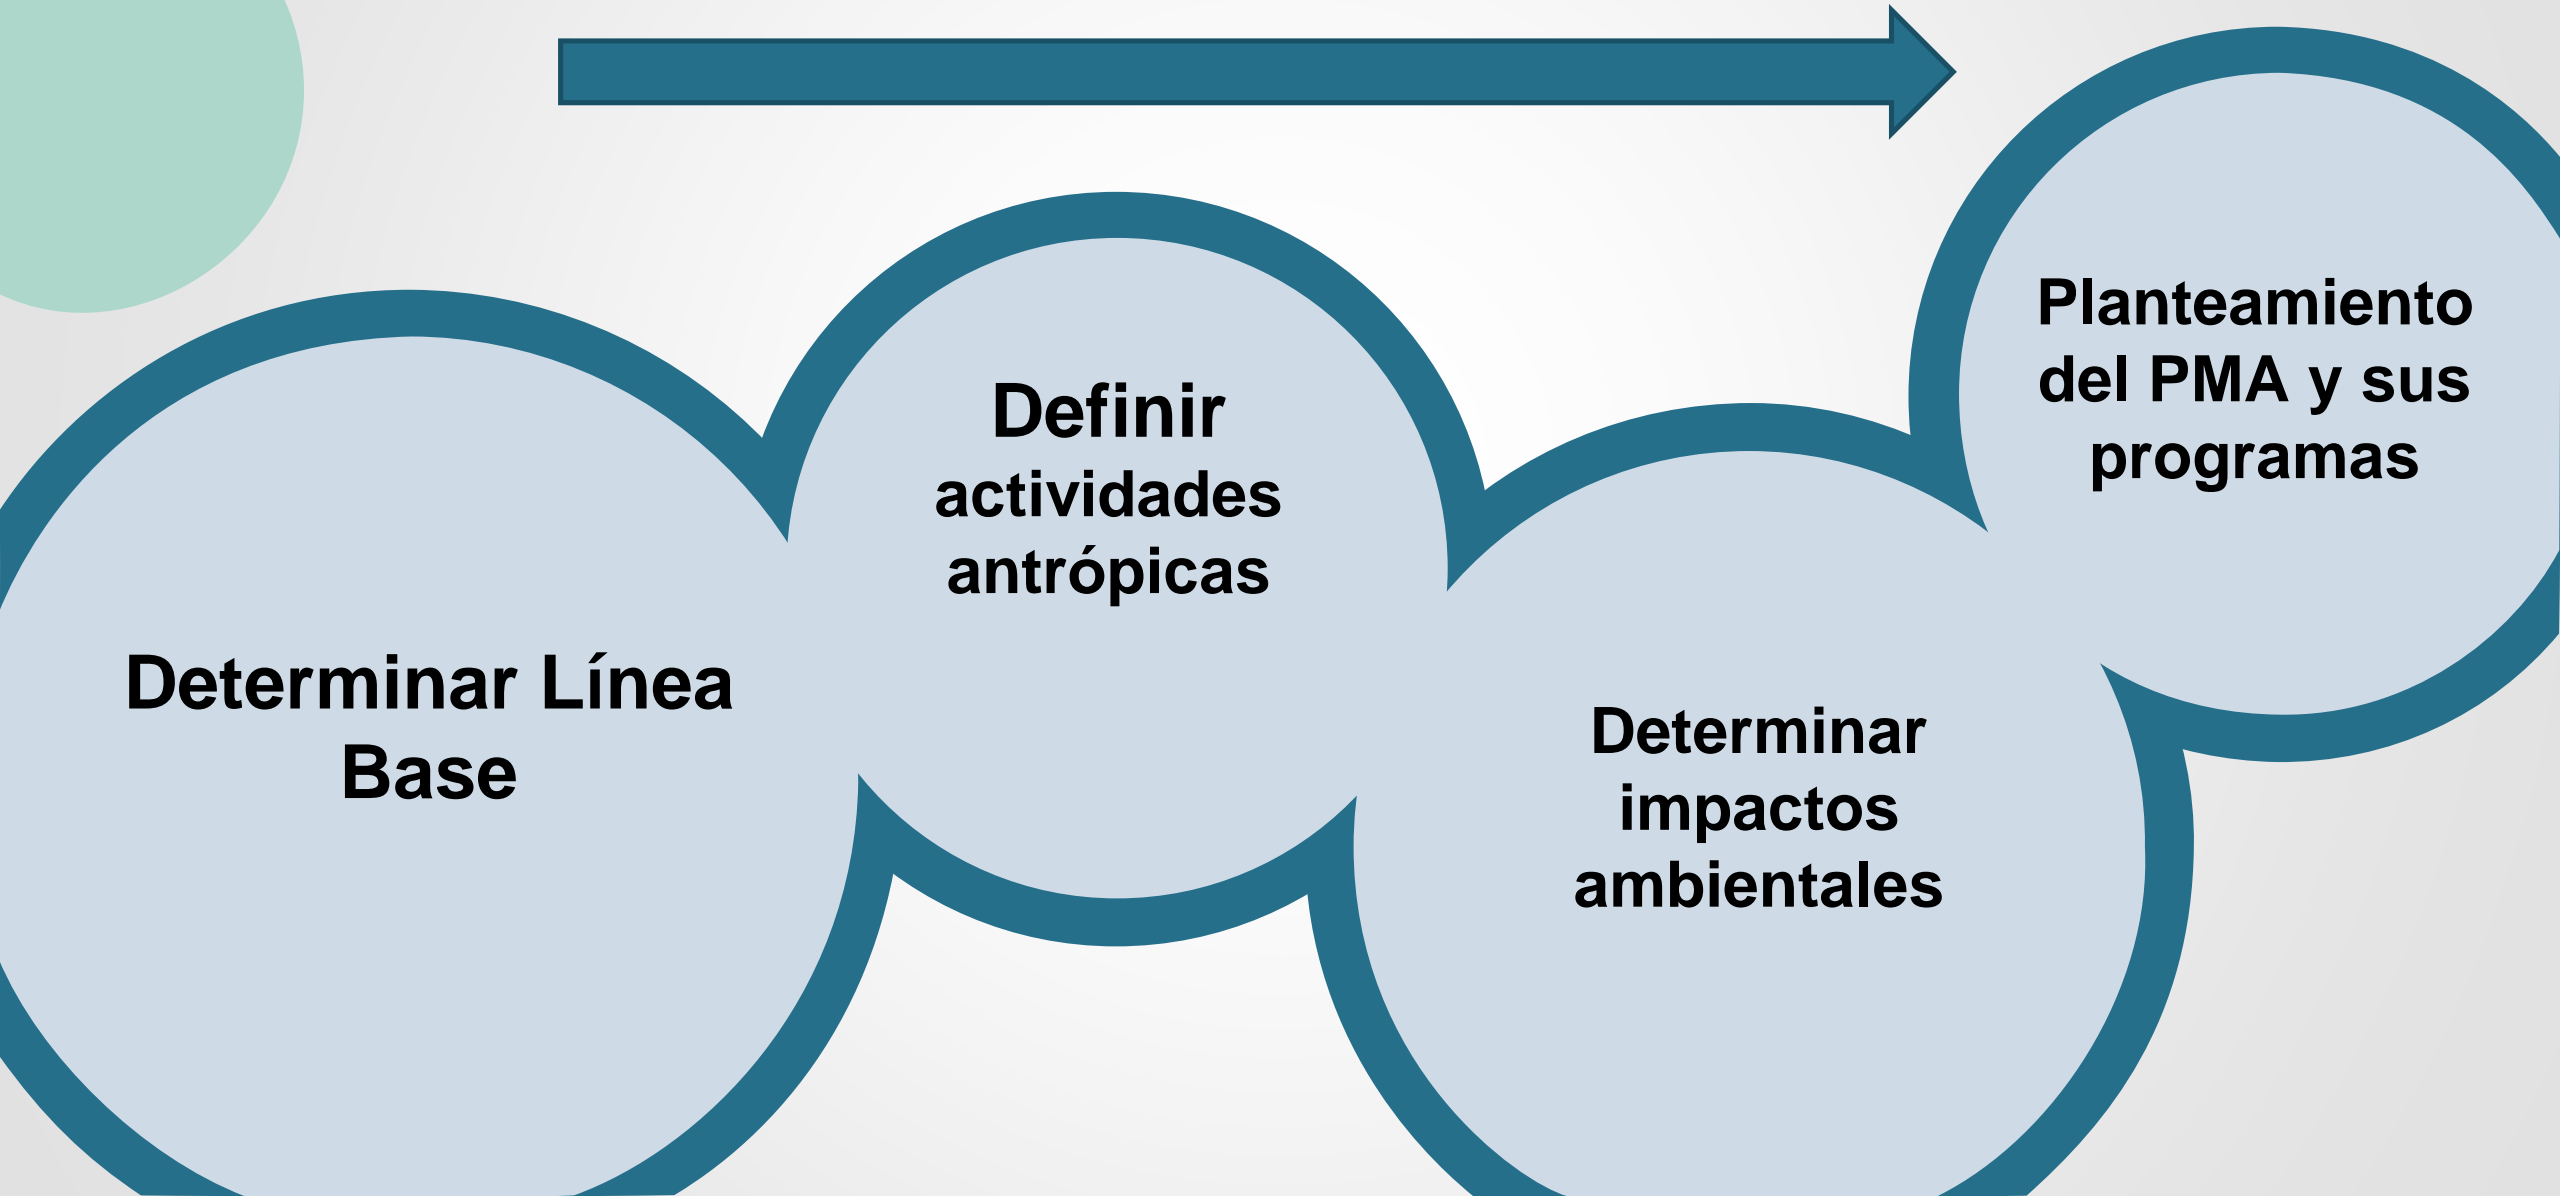 Determinar Línea
Base
Definir
actividades
antrópicas
Determinar
impactos
ambientales
Planteamiento
del PMA y sus
programas